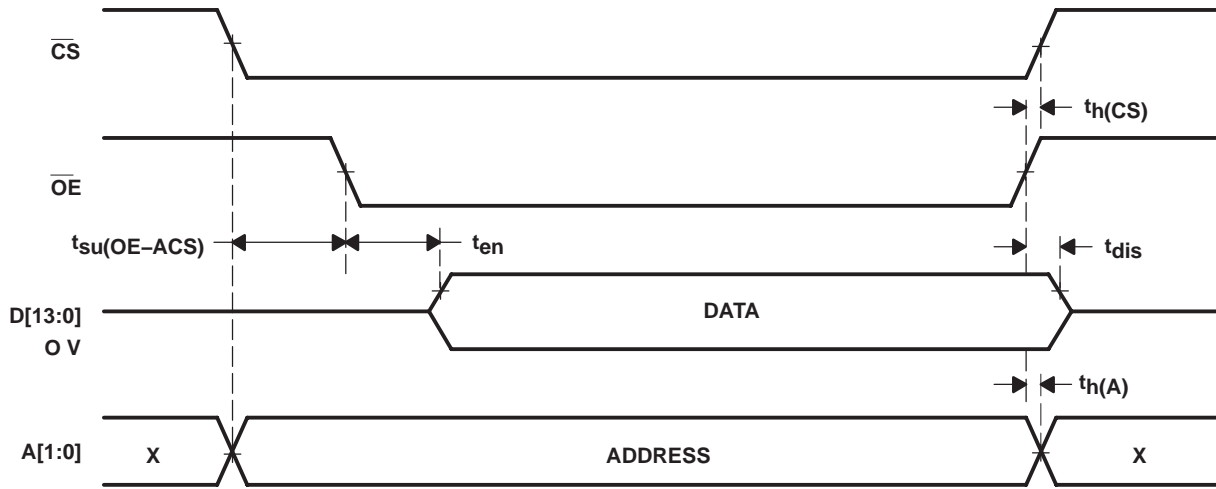 CS
th(CS)
OE
tsu(OE–ACS)
ten
tdis
D[13:0]
DATA
O V
th(A)
A[1:0]
X
ADDRESS
X